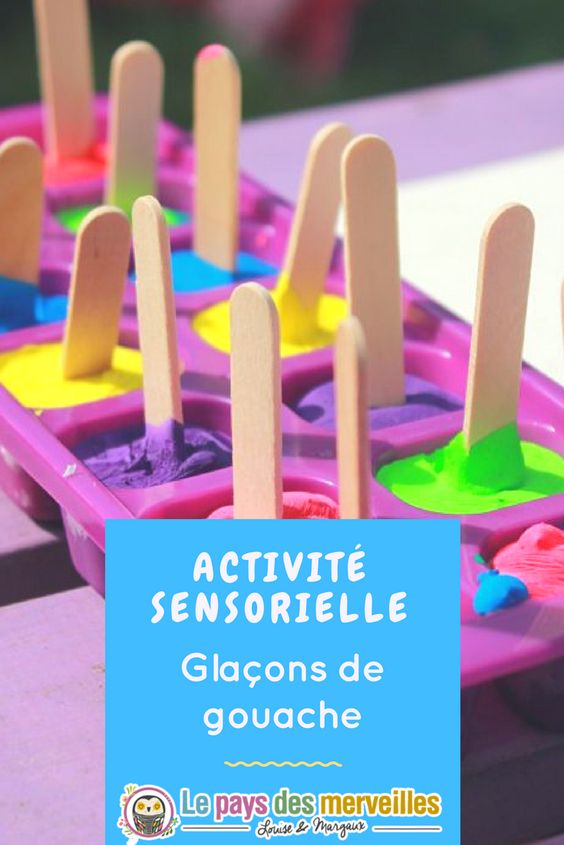 ACTIVITÉ
SENSORIELLE
Glaçons de
gouache
Le pays des merveilles
Louise & Margaux